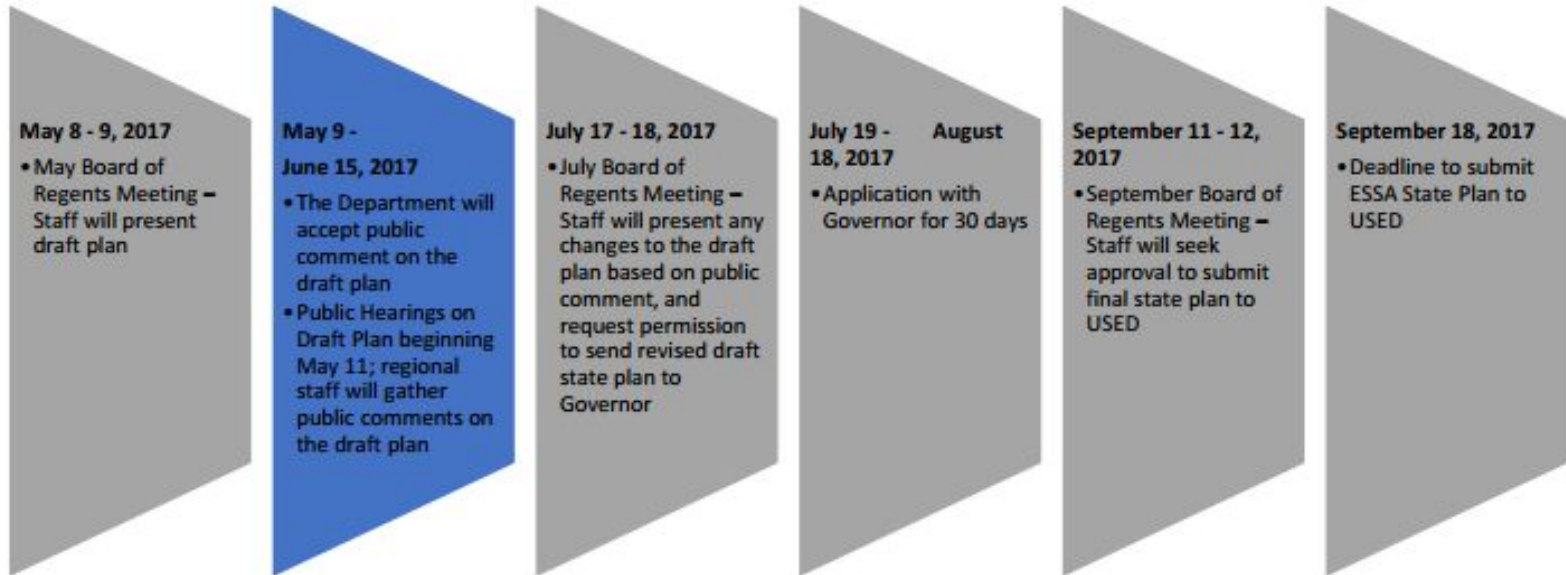 May 8 - 9, 2017
•May Board of
Regents Meeting –
Staff will present
draft plan
May 9 -
June 15, 2017
•The Department will
accept public
comment on the
draft plan
•Public Hearings on
Draft Plan beginning
May 11; regional
staff will gather
public comments on
the draft plan
July 17 - 18, 2017
•July Board of
Regents Meeting –
Staff will present any
changes to the draft
plan based on public
comment, and
request permission
to send revised draft
state plan to
Governor
July 19 - August
18, 2017
•Application with
Governor for 30 days
September 11 - 12,
2017
•September Board of
Regents Meeting –
Staff will seek
approval to submit
final state plan to
USED
September 18, 2017
•Deadline to submit
ESSA State Plan to
USED